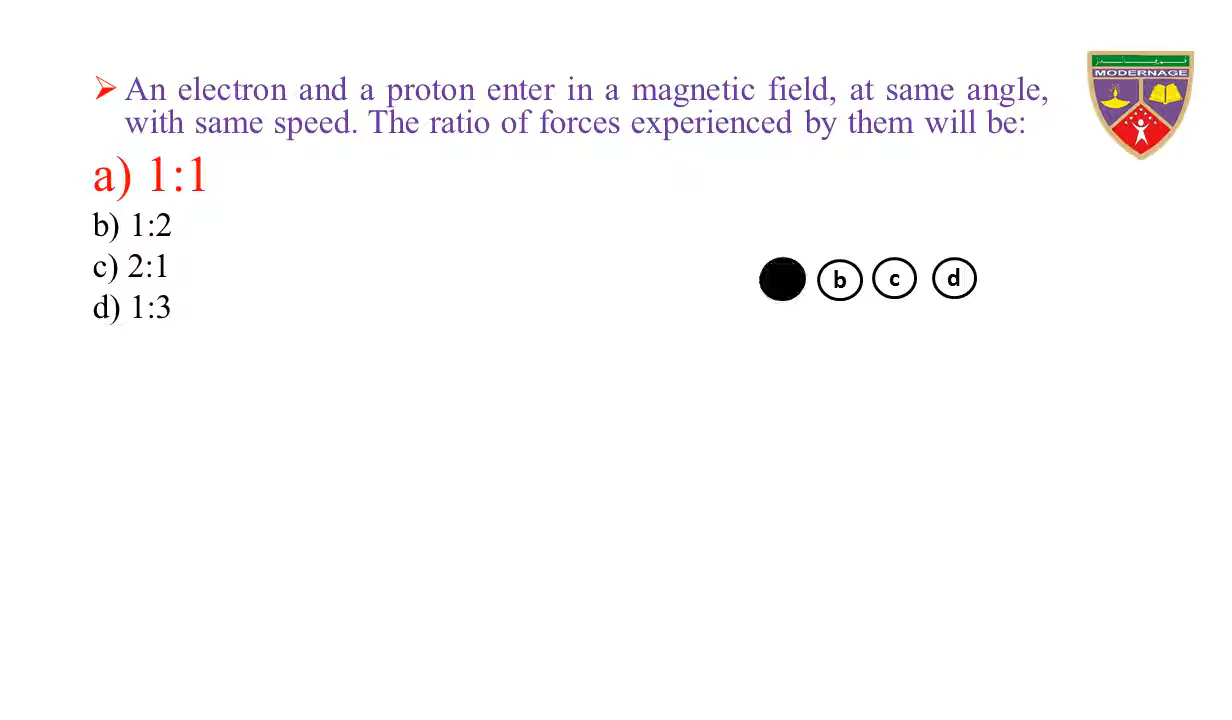 ➢ An electron and a proton enter in a magnetic field, at same angle,
with same speed. The ratio of forces experienced by them will be:
a) 1:1
b) 1:2
c) 2:1
d) 1:3
b c d
MODERNAGE